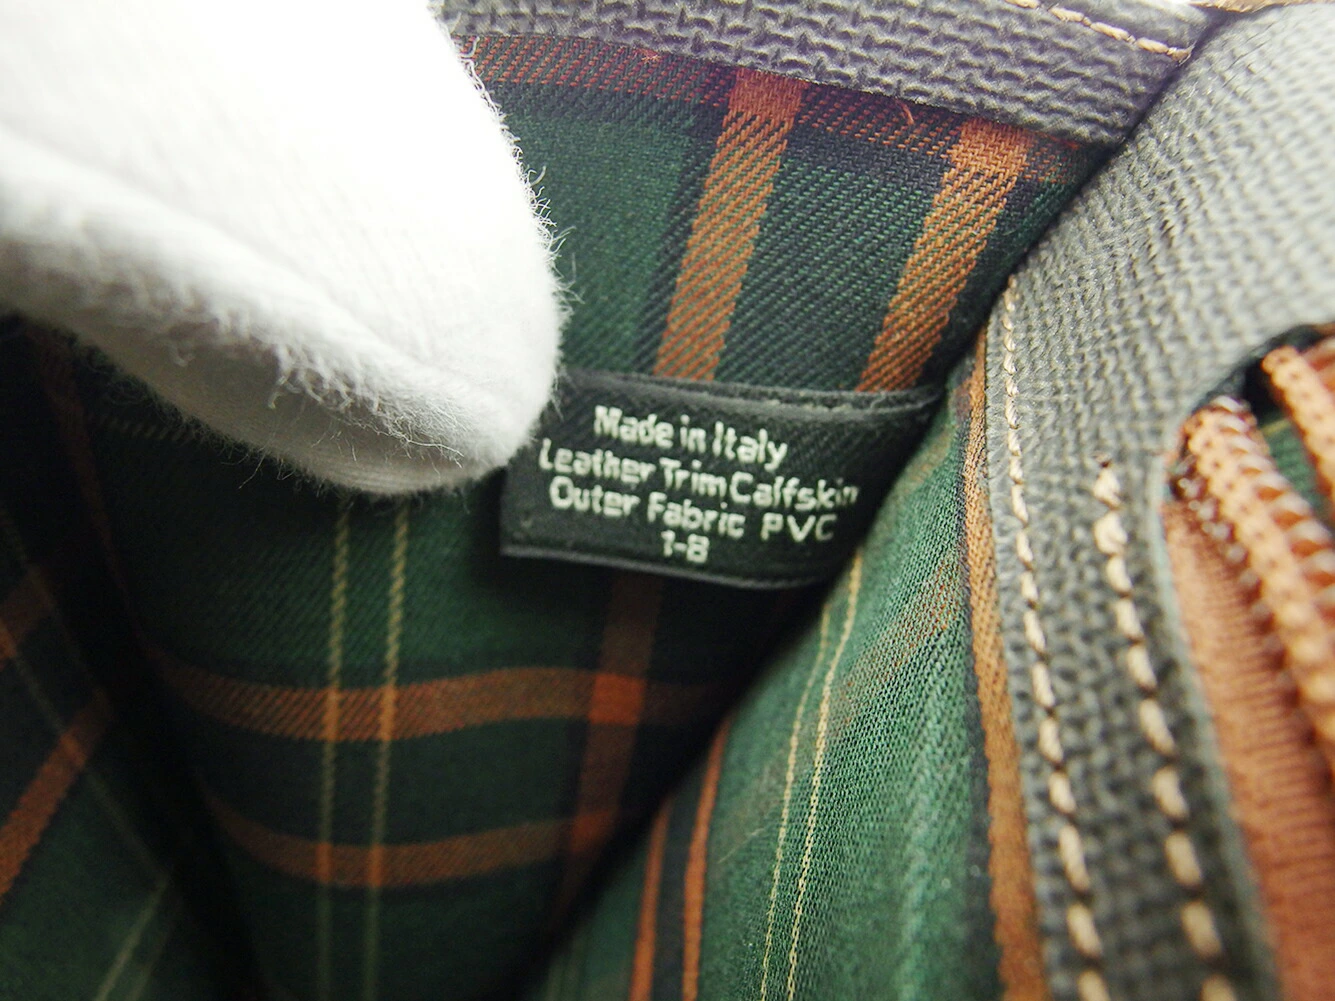 Made in Italy
Leather Trim Calfskin
Outer Fabric PVC
1-8